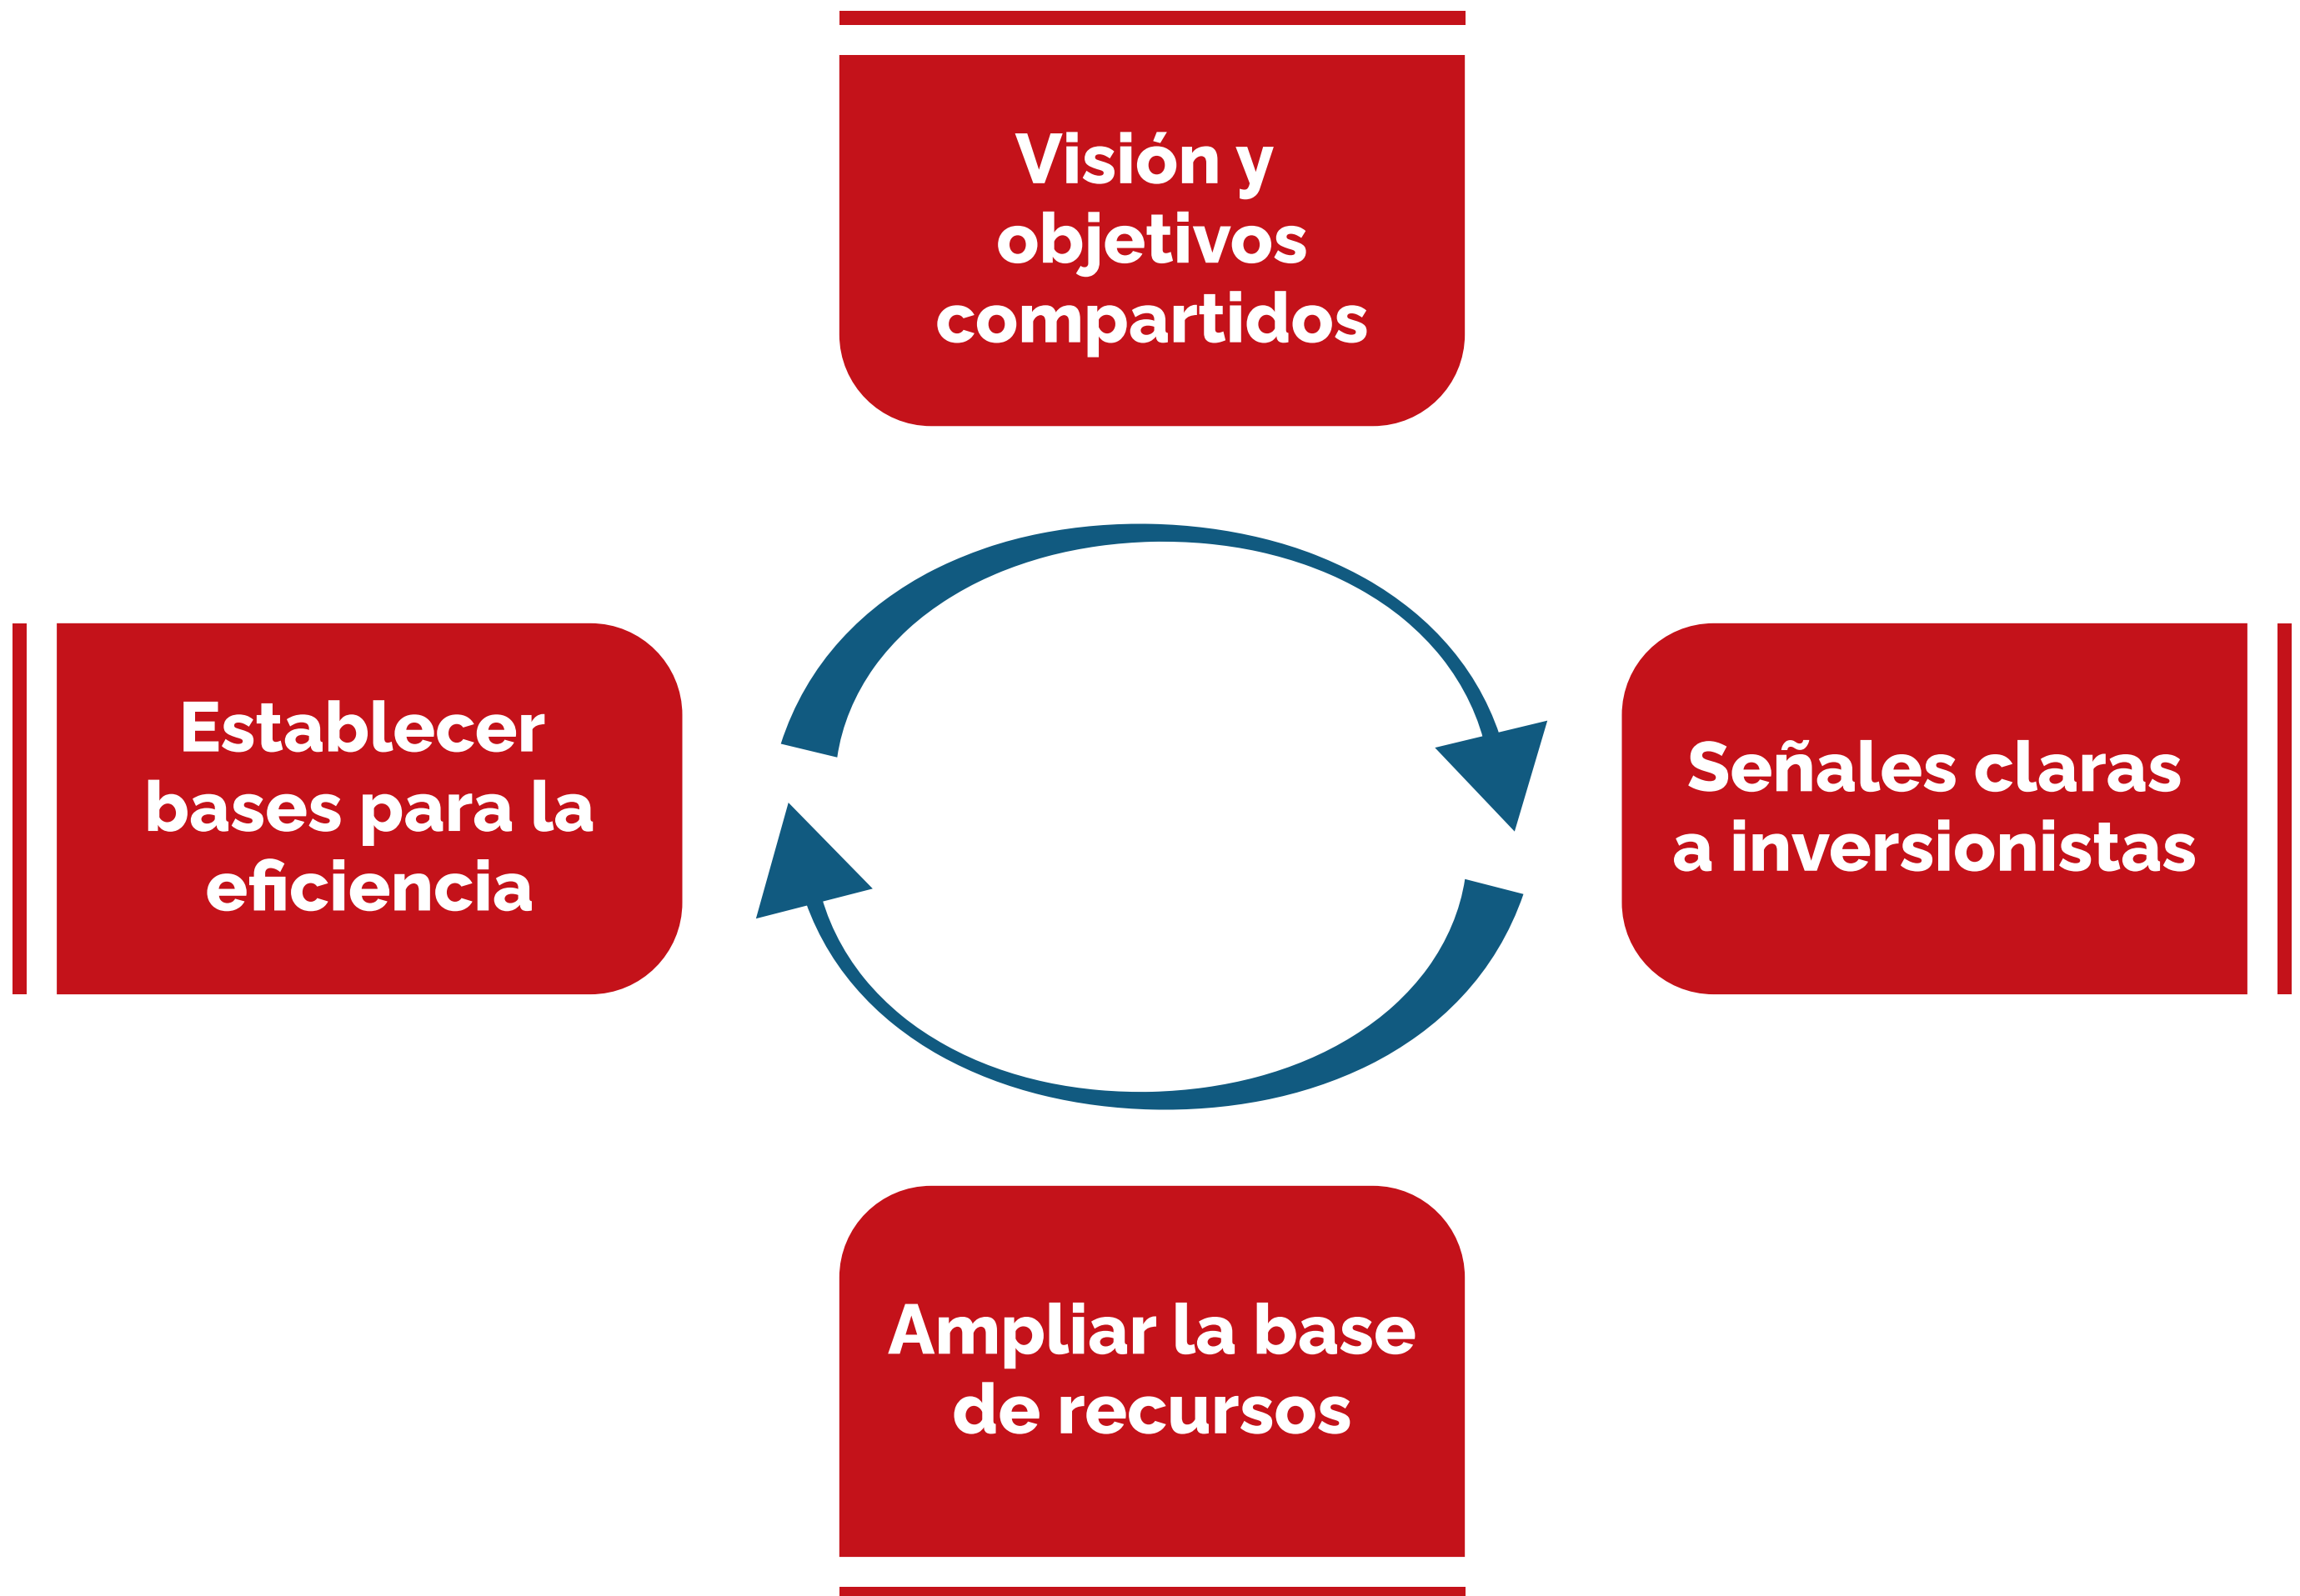 Visión y
objetivos
compartidos
Establecer
bases para la
eficiencia
Señales claras
a inversionistas
Ampliar la base
de recursos